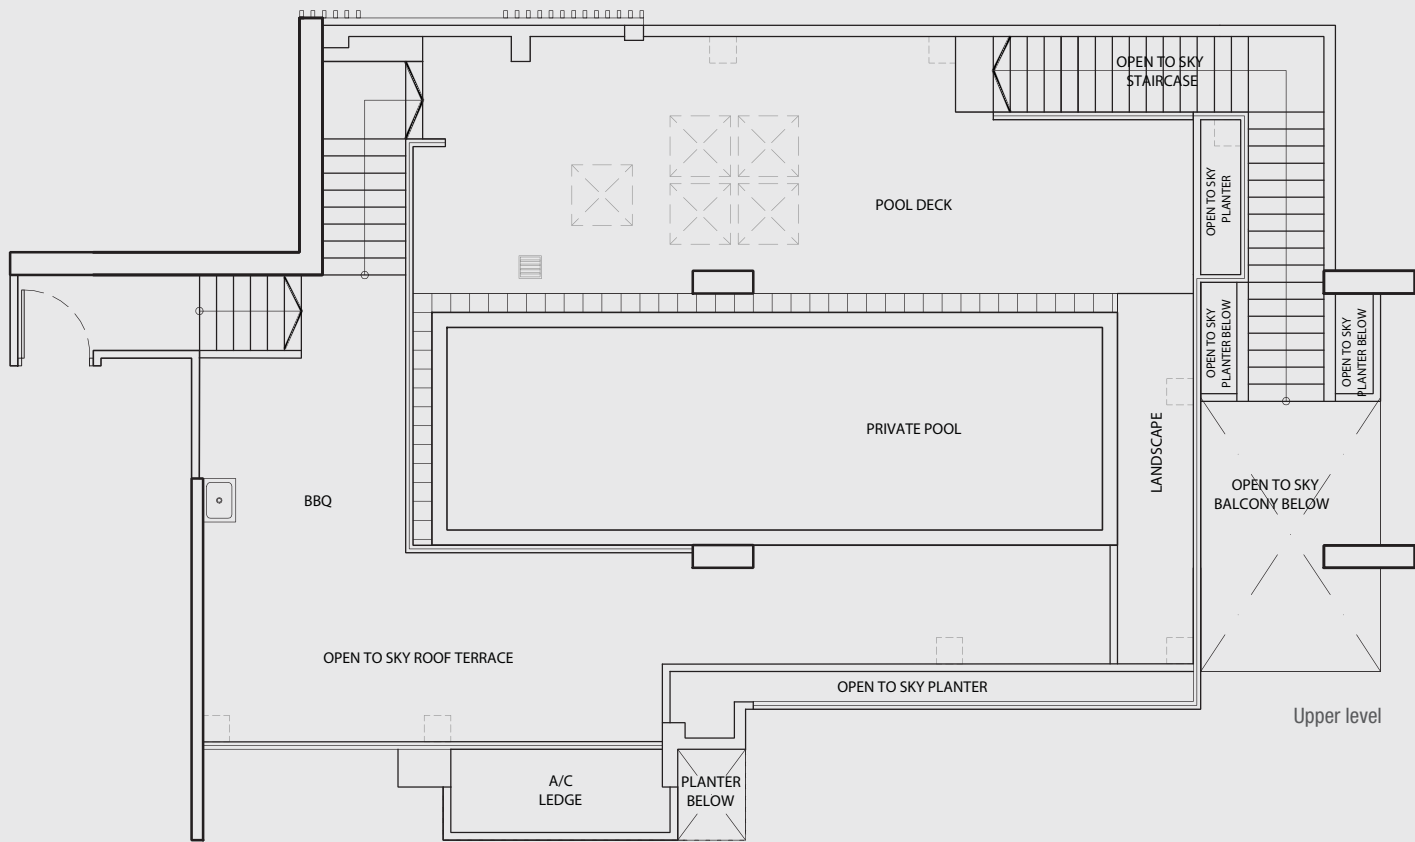 OPEN TO SKY
STAIRCASE
OPEN TO SKY
PLANTER
POOL DECK
OPEN TO SKY
PLANTER BELOW
OPEN TO SKY
PLANTER BELOW
PRIVATE POOL
LANDSCAPE
BBQ
OPEN TO SKY
BALCONY BELOW
OPEN TO SKY ROOF TERRACE
OPEN TO SKY PLANTER
Upper level
A/C
LEDGE
PLANTER
BELOW